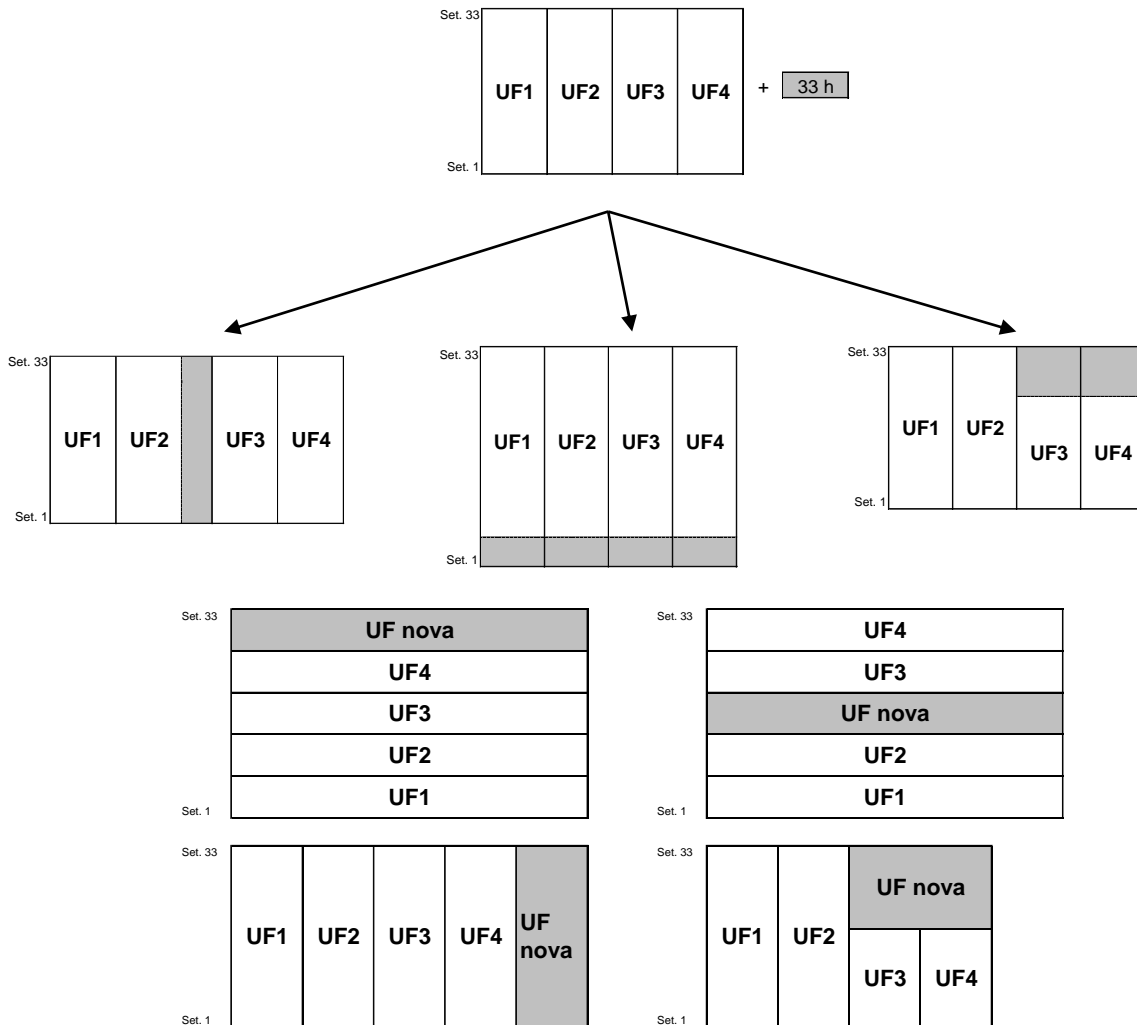 Set. 33
UF1 UF2 UF3 UF4 + 33 h
Set. 1
Set. 33
UF1 UF2 UF3 UF4
Set. 1
Set. 33
UF1 UF2 UF3 UF4
Set. 1
Set. 33
UF1 UF2 UF3 UF4
Set. 1
Set. 33
UF nova
UF4
UF3
UF2
UF1
Set. 1
Set. 33
UF4
UF3
UF nova
UF2
UF1
Set. 1
Set. 33
UF1 UF2 UF3 UF4 UF
nova
Set. 1
Set. 33
UF nova
UF1 UF2
UF3 UF4
Set. 1